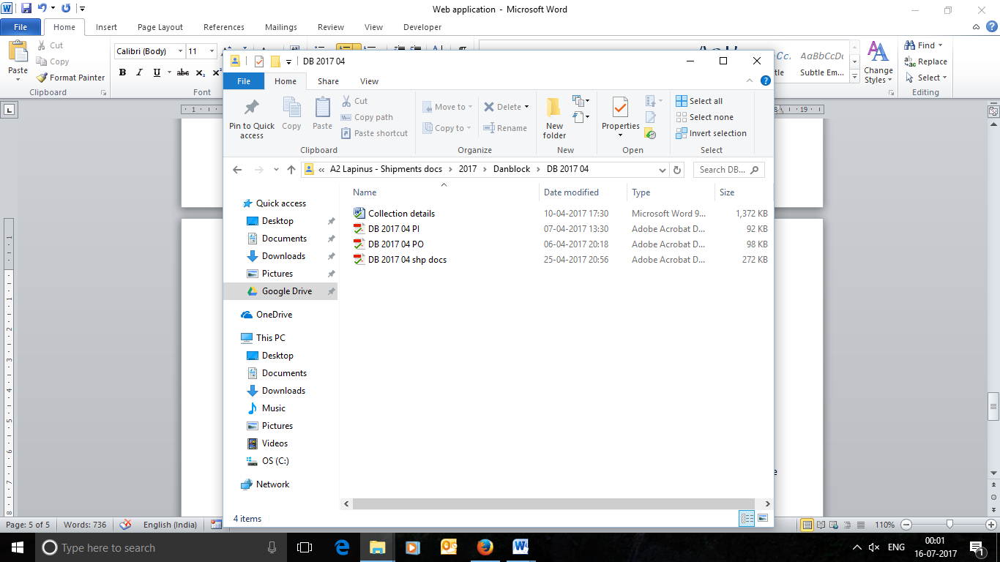 Web application - Microsoft Word
File Home Insert Page Layout References Mailings Review View Developer
Paste
Cut
Copy
Format Painter
Clipboard
Calibri (Body) 11
B I U abc x₂ x²
Font
AaBbCcDc
Subtle Em...
Change Styles
Find
Replace
Select
Editing
DB 2017 04
File Home Share View
Pin to Quick access
Copy
Paste
Cut
Copy path
Paste shortcut
Clipboard
Move to
Copy to
Delete
Rename
Organize
New folder
New
Properties
Open
Select all
Select none
Invert selection
Select
A2 Lapinus - Shipments docs > 2017 > Danblock > DB 2017 04
Search DB...
Name Date modified Type Size
Collection details 10-04-2017 17:30 Microsoft Word 9... 1,372 KB
DB 2017 04 PI 07-04-2017 13:30 Adobe Acrobat D... 92 KB
DB 2017 04 PO 06-04-2017 20:18 Adobe Acrobat D... 98 KB
DB 2017 04 shp docs 25-04-2017 20:56 Adobe Acrobat D... 272 KB
Quick access
Desktop
Documents
Downloads
Pictures
Google Drive
OneDrive
This PC
Desktop
Documents
Downloads
Music
Pictures
Videos
OS (C:)
Network
4 items
Page: 5 of 5 Words: 736 English (India) 110%
Type here to search
ENG
00:01
16-07-2017
1